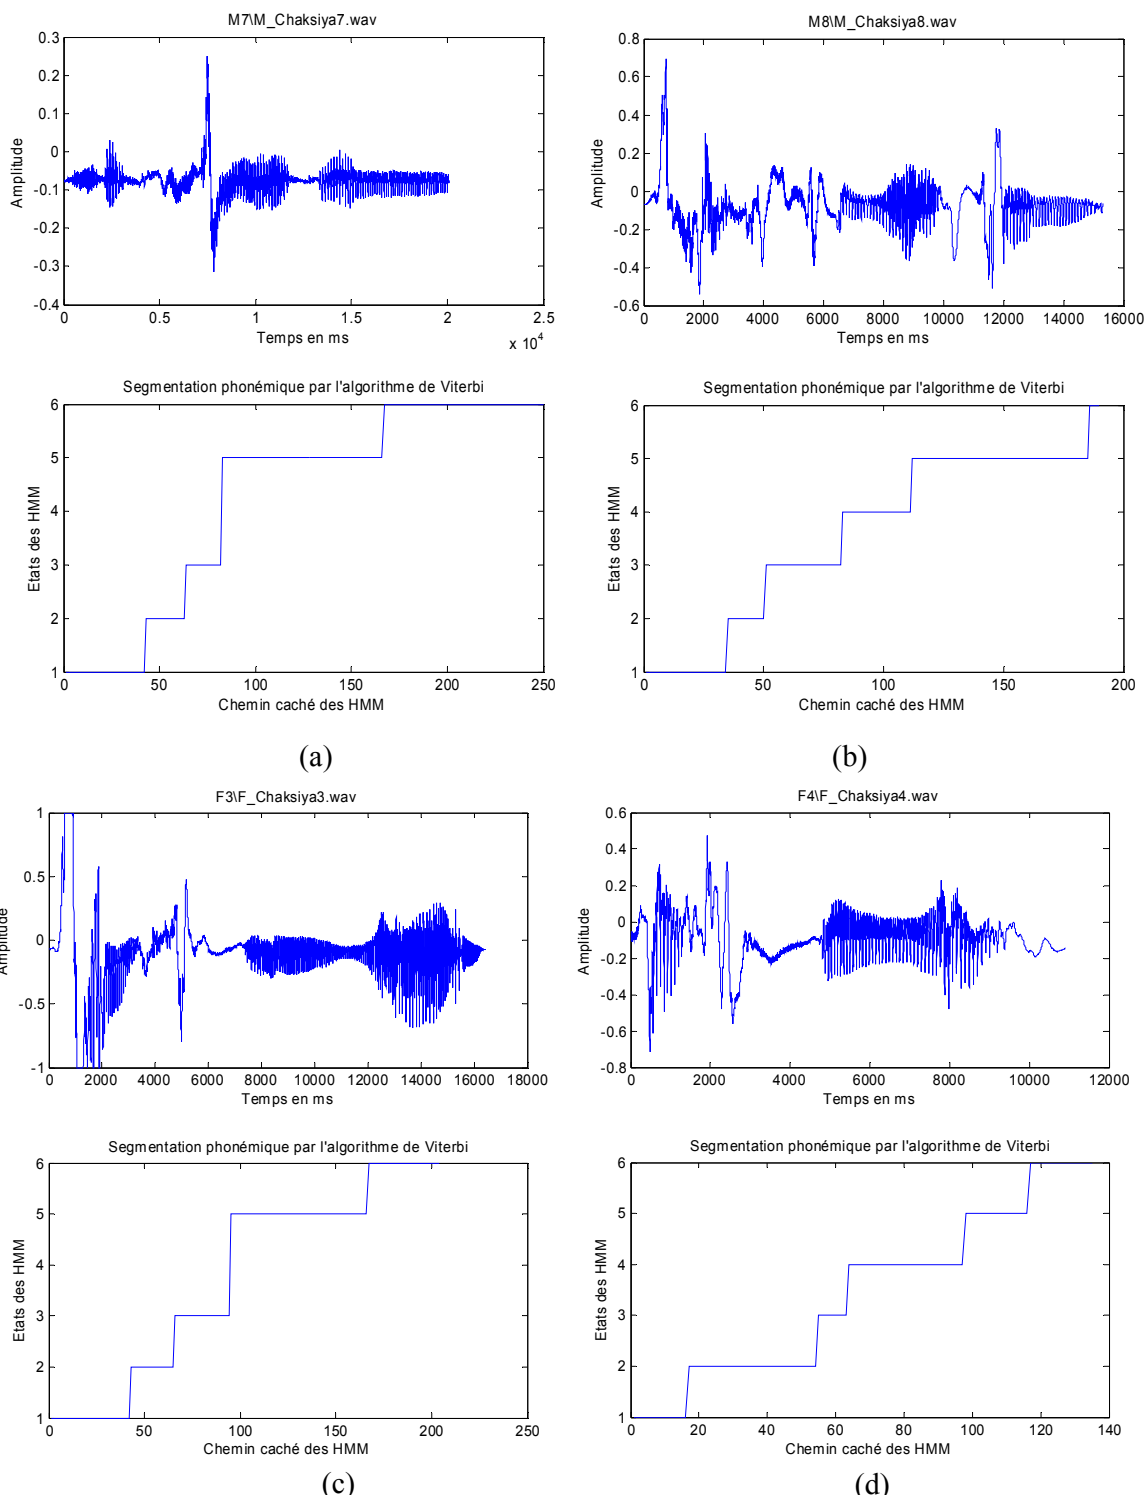 M7\M_Chaksiya7.wav
0.3
0.2
0.1
0
-0.1
-0.2
-0.3
-0.4
Amplitude
0 0.5 1 1.5 2 2.5
Temps en ms
x 10^4
Segmentation phonémique par l'algorithme de Viterbi
6
5
4
3
2
1
Etats des HMM
0 50 100 150 200 250
Chemin caché des HMM
(a)
M8\M_Chaksiya8.wav
0.8
0.6
0.4
0.2
0
-0.2
-0.4
-0.6
Amplitude
0 2000 4000 6000 8000 10000 12000 14000 16000
Temps en ms
Segmentation phonémique par l'algorithme de Viterbi
6
5
4
3
2
1
Etats des HMM
0 50 100 150 200
Chemin caché des HMM
(b)
F3\F_Chaksiya3.wav
1
0.5
0
-0.5
-1
Amplitude
0 2000 4000 6000 8000 10000 12000 14000 16000 18000
Temps en ms
Segmentation phonémique par l'algorithme de Viterbi
6
5
4
3
2
1
Etats des HMM
0 50 100 150 200 250
Chemin caché des HMM
(c)
F4\F_Chaksiya4.wav
0.6
0.4
0.2
0
-0.2
-0.4
-0.6
-0.8
Amplitude
0 2000 4000 6000 8000 10000 12000
Temps en ms
Segmentation phonémique par l'algorithme de Viterbi
6
5
4
3
2
1
Etats des HMM
0 20 40 60 80 100 120 140
Chemin caché des HMM
(d)